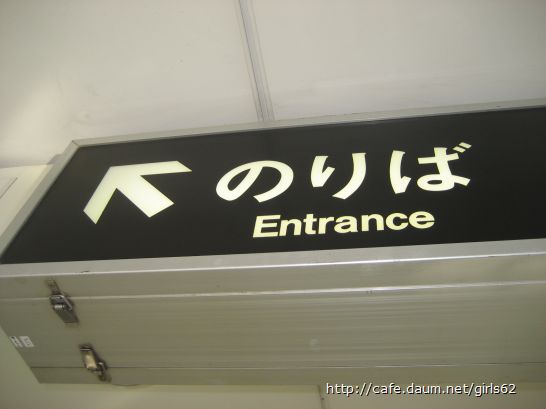 のりば
Entrance
http://cafe.daum.net/girls62